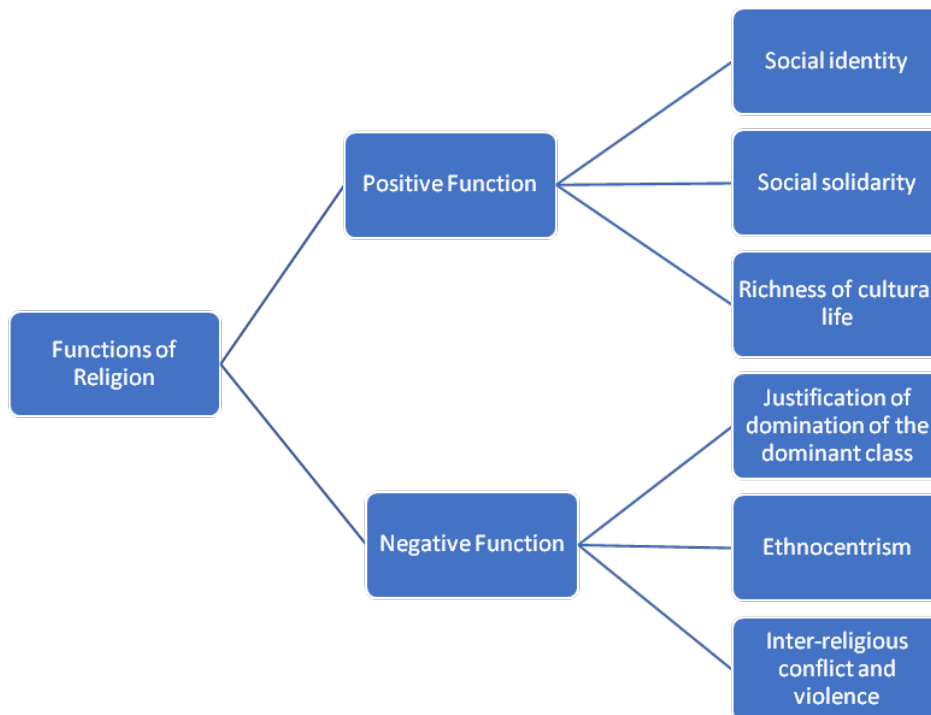 Functions of
Religion
Positive Function
Social identity
Social solidarity
Richness of cultura
life
Negative Function
Justification of
domination of the
dominant class
Ethnocentrism
Inter-religious
conflict and
violence